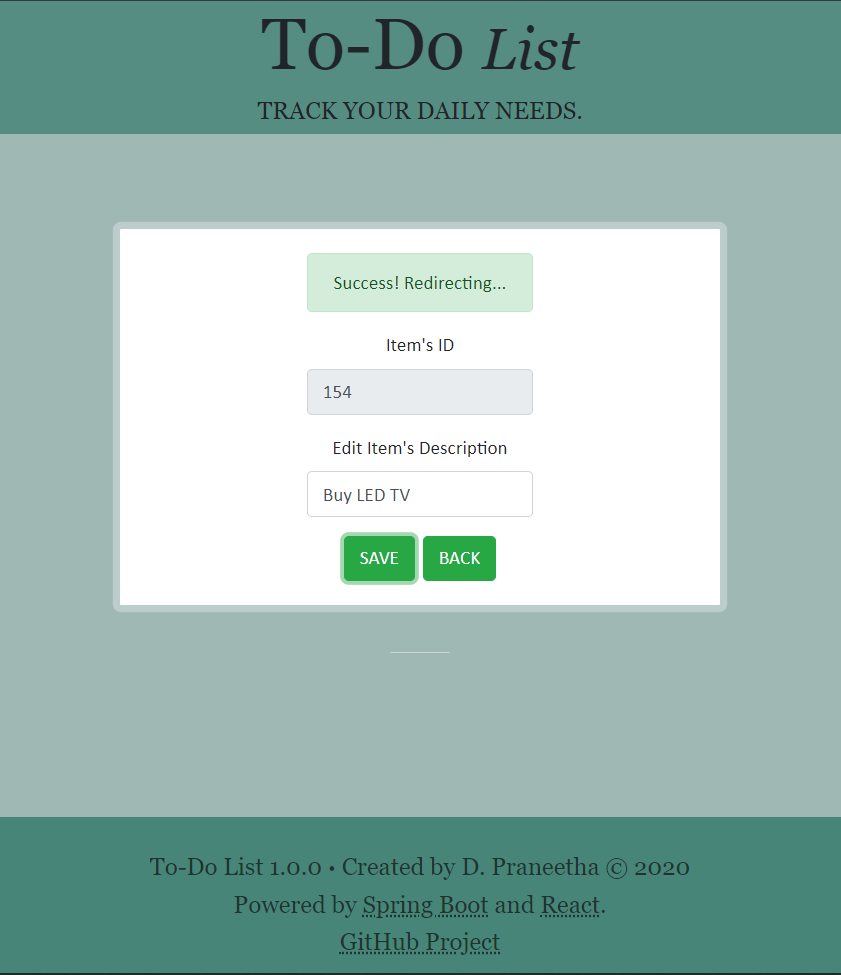 To-Do List
TRACK YOUR DAILY NEEDS.
Success! Redirecting...
Item's ID
154
Edit Item's Description
Buy LED TV
SAVE BACK
To-Do List 1.0.0 • Created by D. Praneetha © 2020
Powered by Spring Boot and React.
GitHub Project